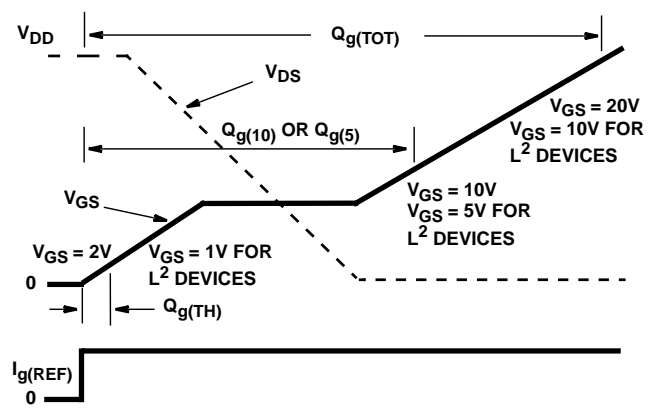 V_DD
Q_g(TOT)
V_DS
V_GS = 20V
V_GS = 10V FOR
L² DEVICES
Q_g(10) OR Q_g(5)
V_GS
V_GS = 10V
V_GS = 5V FOR
L² DEVICES
V_GS = 2V
V_GS = 1V FOR
L² DEVICES
0
Q_g(TH)
I_g(REF)
0